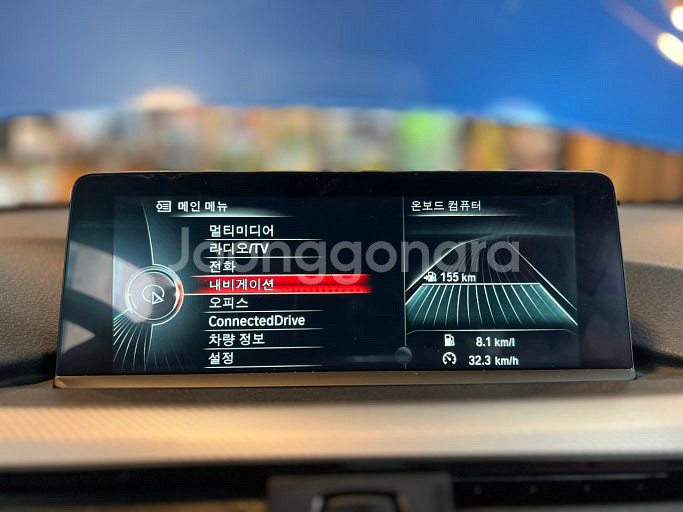 메인 메뉴
멀티미디어
라디오/TV
전화
내비게이션
오피스
ConnectedDrive
차량 정보
설정
온보드 컴퓨터
155 km
8.1 km/l
32.3 km/h
Joonggonara